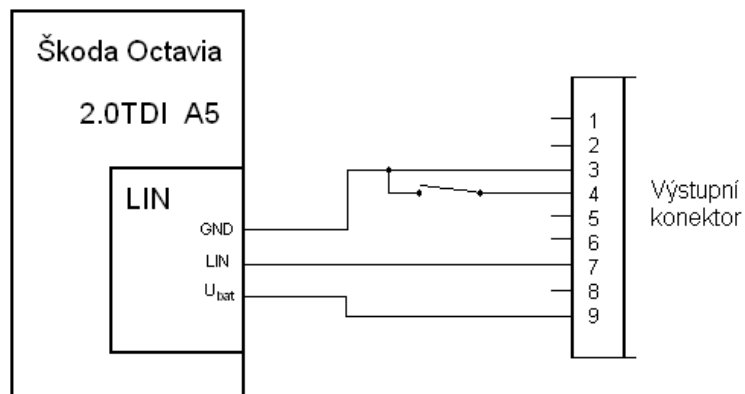 Škoda Octavia
2.0TDI A5
LIN
GND
LIN
Ubat
1
2
3
4
5
6
7
8
9
Výstupní
konektor